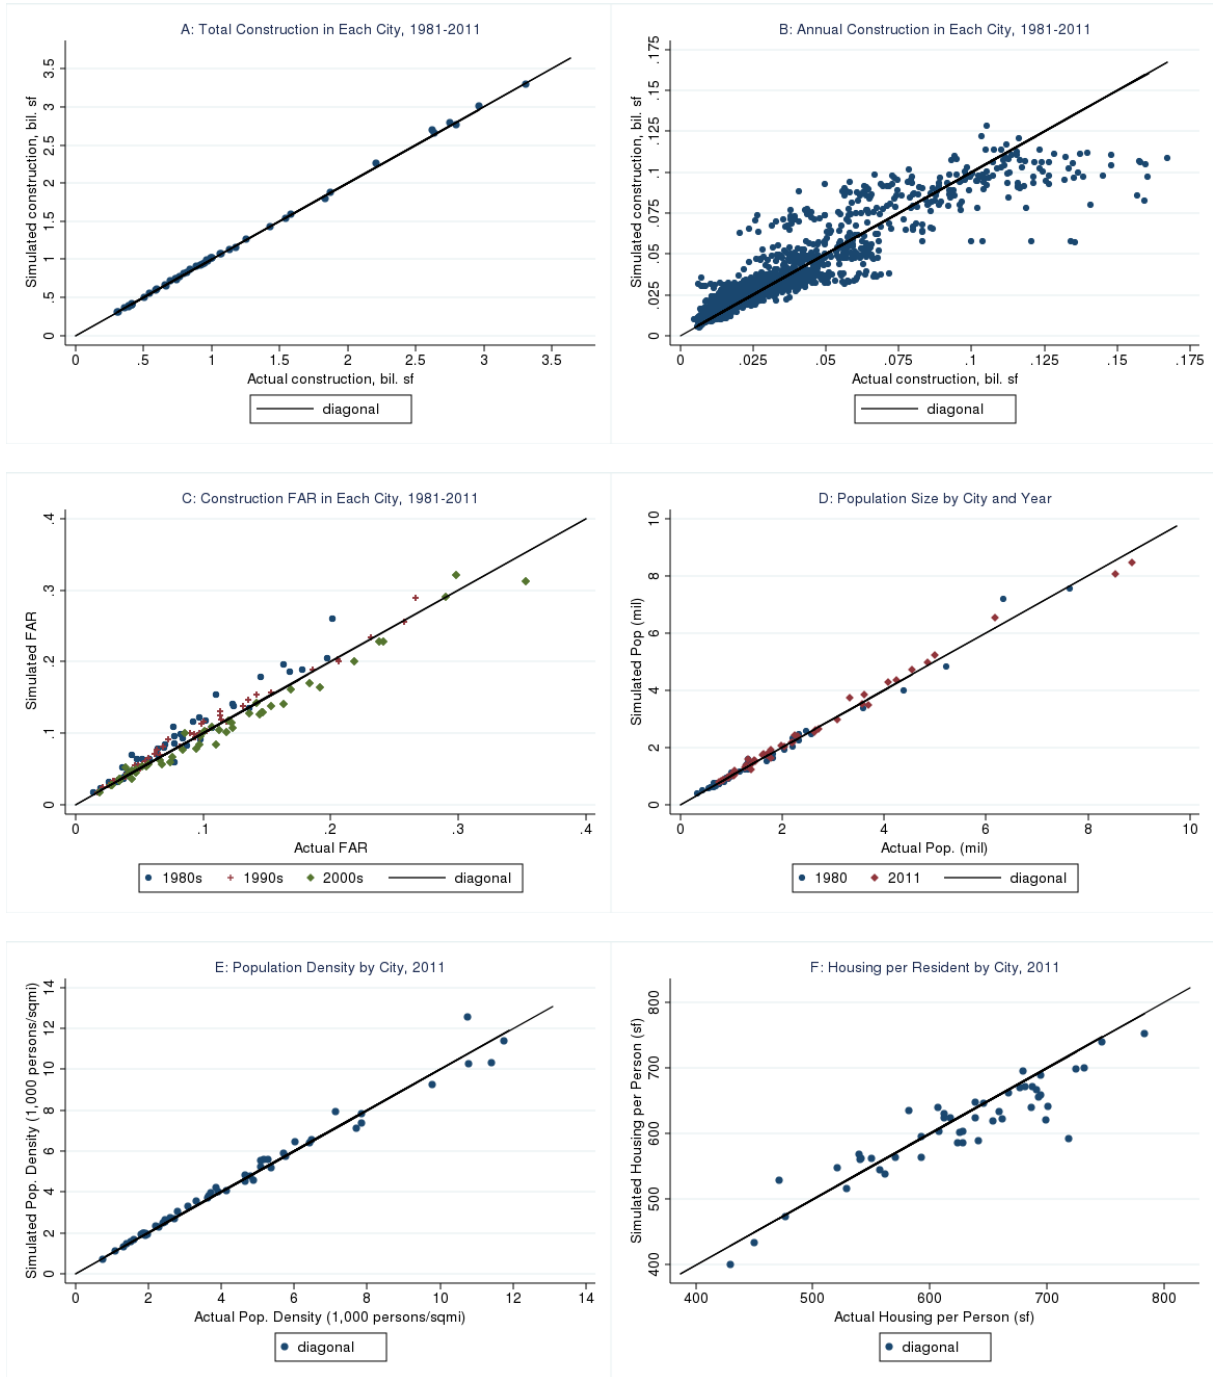 A: Total Construction in Each City, 1981-2011
Simulated construction, bil. sf
0 .5 1 1.5 2 2.5 3 3.5
0 .5 1 1.5 2 2.5 3 3.5
Actual construction, bil. sf
diagonal
B: Annual Construction in Each City, 1981-2011
Simulated construction, bil. sf
0 .025 .05 .075 .1 .125 .15 .175
0 .025 .05 .075 .1 .125 .15 .175
Actual construction, bil. sf
diagonal
C: Construction FAR in Each City, 1981-2011
Simulated FAR
0 .1 .2 .3 .4
0 .1 .2 .3 .4
Actual FAR
1980s 1990s 2000s diagonal
D: Population Size by City and Year
Simulated Pop (mil)
0 2 4 6 8 10
0 2 4 6 8 10
Actual Pop. (mil)
1980 2011 diagonal
E: Population Density by City, 2011
Simulated Pop. Density (1,000 persons/sqmi)
0 2 4 6 8 10 12 14
0 2 4 6 8 10 12 14
Actual Pop. Density (1,000 persons/sqmi)
diagonal
F: Housing per Resident by City, 2011
Simulated Housing per Person (sf)
400 500 600 700 800
400 500 600 700 800
Actual Housing per Person (sf)
diagonal